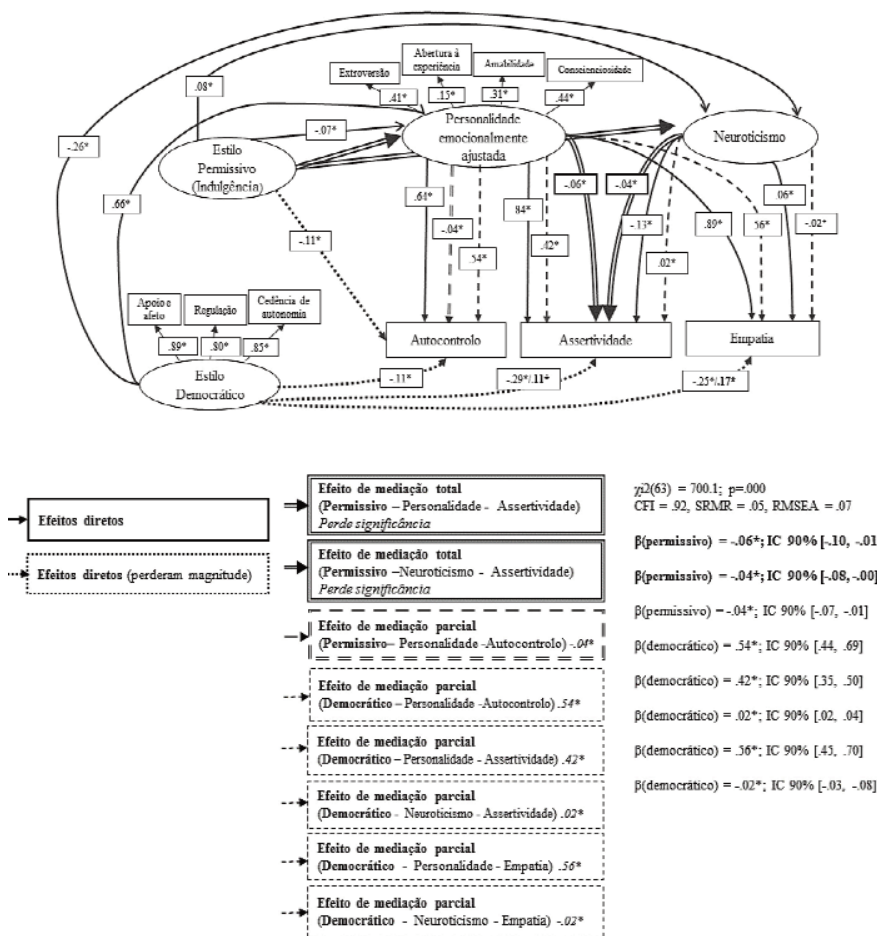 Abertura à
experiência
Amabilidade
Extroversão
Conscienciosidade
.08*
.41*
.15*
.31*
.44*
Personalidade
emocionalmente
ajustada
Neuroticismo
-.07*
-.26*
Estilo
Permissivo
(Indulgência)
.66*
-.06*
-.04*
.64*
.84*
-.13*
.89*
.56*
.06*
-.02*
-.04*
.42*
-.11*
.54*
.02*
Apoio e
afeto
Regulação
Cedência de
autonomia
Autocontrolo
Assertividade
Empatia
.89*
.80*
.85*
Estilo
Democrático
-.11*
-.29*/.11*
-.25*/.17*
Efeitos diretos
Efeitos diretos (perderam magnitude)
Efeito de mediação total
(Permissivo – Personalidade - Assertividade)
Perde significância
Efeito de mediação total
(Permissivo –Neuroticismo - Assertividade)
Perde significância
Efeito de mediação parcial
(Permissivo– Personalidade -Autocontrolo) -.04*
Efeito de mediação parcial
(Democrático – Personalidade -Autocontrolo) .54*
Efeito de mediação parcial
(Democrático –Personalidade - Assertividade) .42*
Efeito de mediação parcial
(Democrático - Neuroticismo - Assertividade) .02*
Efeito de mediação parcial
(Democrático - Personalidade - Empatia) .56*
Efeito de mediação parcial
(Democrático - Neuroticismo - Empatia) -.02*
χi2(63) = 700.1; p=.000
CFI = .92, SRMR = .05, RMSEA = .07
β(permissivo) = -.06*; IC 90% [-.10, -.01
β(permissivo) = -.04*; IC 90% [-.08, -.00]
β(permissivo) = -.04*; IC 90% [-.07, -.01]
β(democrático) = .54*; IC 90% [.44, .69]
β(democrático) = .42*; IC 90% [.35, .50]
β(democrático) = .02*; IC 90% [.02, .04]
β(democrático) = .56*; IC 90% [.45, .70]
β(democrático) = -.02*; IC 90% [-.03, -.08]